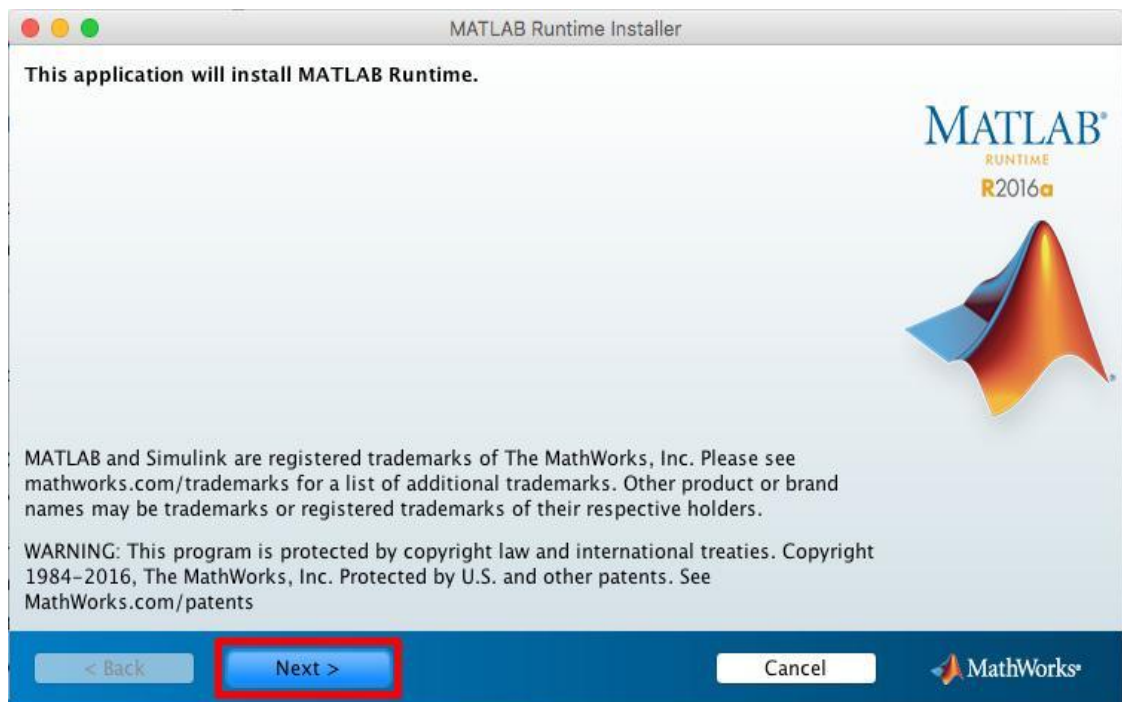 MATLAB Runtime Installer
This application will install MATLAB Runtime.
MATLAB®
RUNTIME
R2016a
MATLAB and Simulink are registered trademarks of The MathWorks, Inc. Please see
mathworks.com/trademarks for a list of additional trademarks. Other product or brand
names may be trademarks or registered trademarks of their respective holders.
WARNING: This program is protected by copyright law and international treaties. Copyright
1984-2016, The MathWorks, Inc. Protected by U.S. and other patents. See
MathWorks.com/patents
< Back Next > Cancel MathWorks®